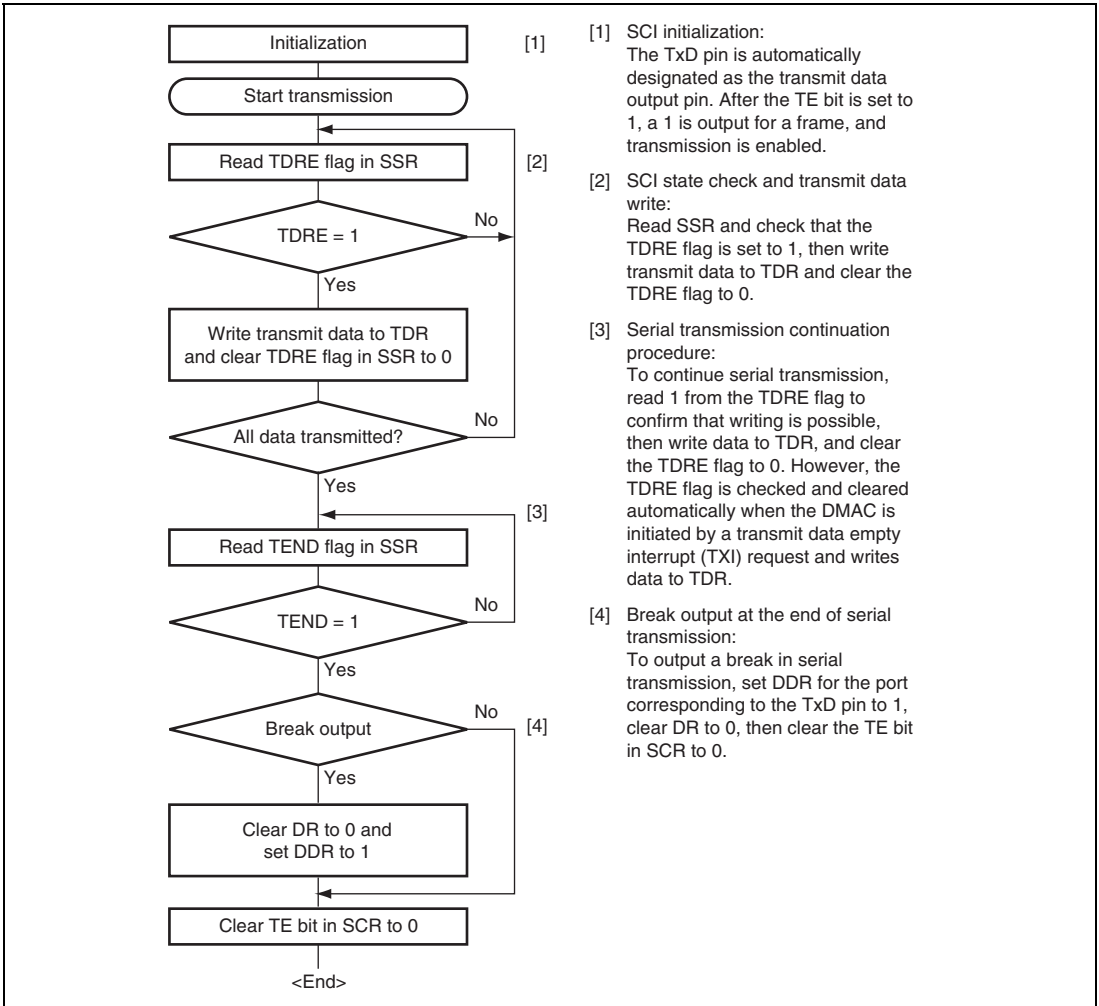 Initialization
[1]
Start transmission
Read TDRE flag in SSR
[2]
No
TDRE = 1
Yes
Write transmit data to TDR
and clear TDRE flag in SSR to 0
No
All data transmitted?
Yes
[3]
Read TEND flag in SSR
No
TEND = 1
Yes
No
[4]
Break output
Yes
Clear DR to 0 and
set DDR to 1
Clear TE bit in SCR to 0
<End>
[1] SCI initialization:
The TxD pin is automatically
designated as the transmit data
output pin. After the TE bit is set to
1, a 1 is output for a frame, and
transmission is enabled.
[2] SCI state check and transmit data
write:
Read SSR and check that the
TDRE flag is set to 1, then write
transmit data to TDR and clear the
TDRE flag to 0.
[3] Serial transmission continuation
procedure:
To continue serial transmission,
read 1 from the TDRE flag to
confirm that writing is possible,
then write data to TDR, and clear
the TDRE flag to 0. However, the
TDRE flag is checked and cleared
automatically when the DMAC is
initiated by a transmit data empty
interrupt (TXI) request and writes
data to TDR.
[4] Break output at the end of serial
transmission:
To output a break in serial
transmission, set DDR for the port
corresponding to the TxD pin to 1,
clear DR to 0, then clear the TE bit
in SCR to 0.